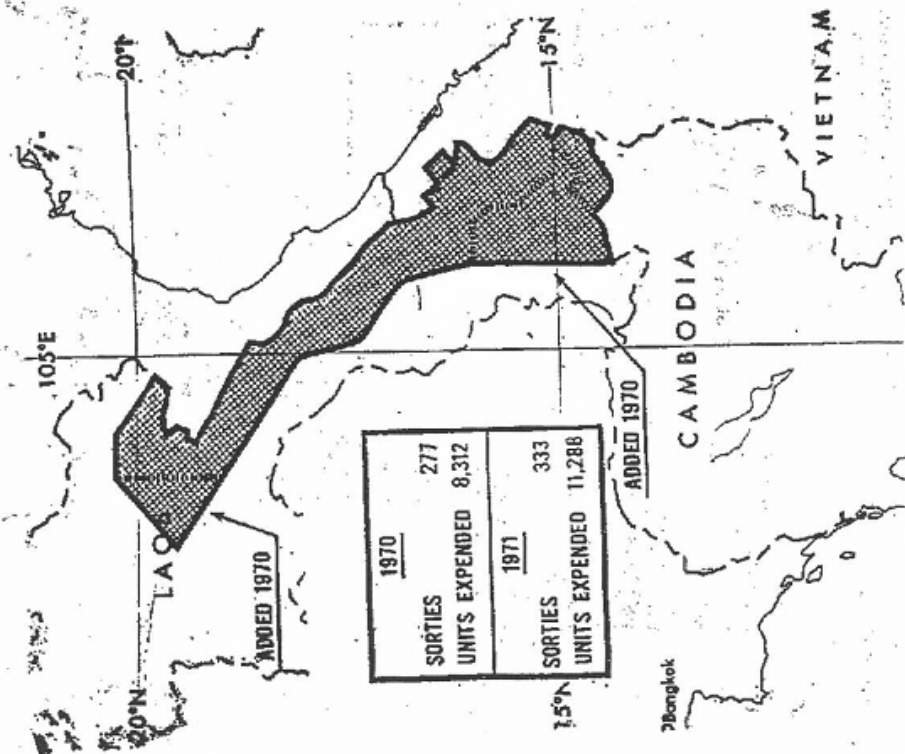 20°N
105°E
LAO
ADDED 1970
1970
SORTIES 277
UNITS EXPENDED 8,312
1971
SORTIES 333
UNITS EXPENDED 11,288
15°N
15°N
ADDED 1970
CAMBODIA
VIETNAM
Bangkok